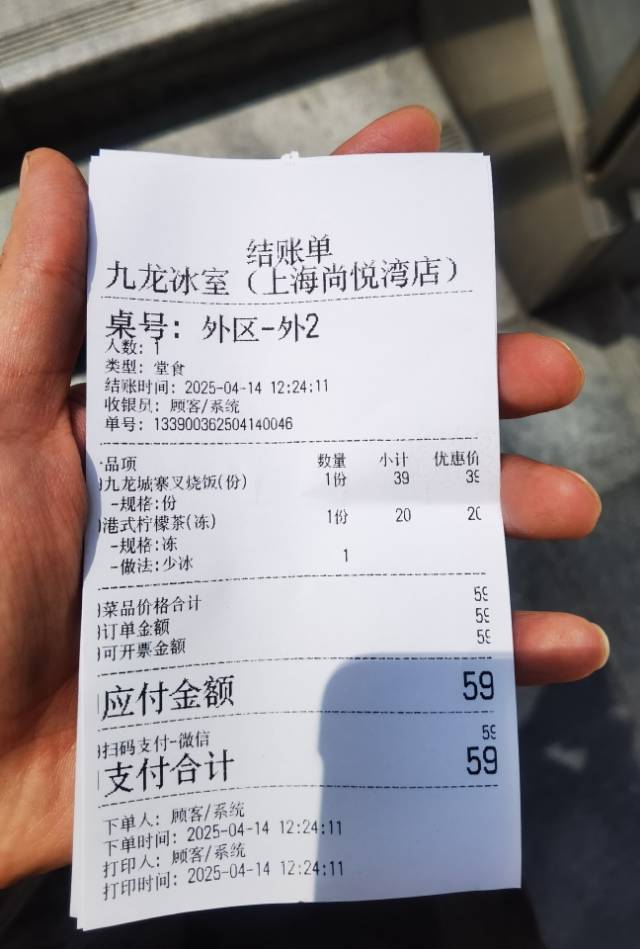 结账单
九龙冰室（上海尚悦湾店）
桌号: 外区-外2
人数: 1
类型: 堂食
结账时间: 2025-04-14 12:24:11
收银员: 顾客/系统
单号: 133900362504140046
品项 数量 小计 优惠价
九龙城寨叉烧饭(份) 1份 39 39
-规格:份
港式柠檬茶(冻) 1份 20 20
-规格:冻
-做法:少冰 1
菜品价格合计 59
订单金额 59
可开票金额 59
应付金额 59
扫码支付-微信 59
支付合计 59
下单人: 顾客/系统
下单时间: 2025-04-14 12:24:11
打印人: 顾客/系统
打印时间: 2025-04-14 12:24:11